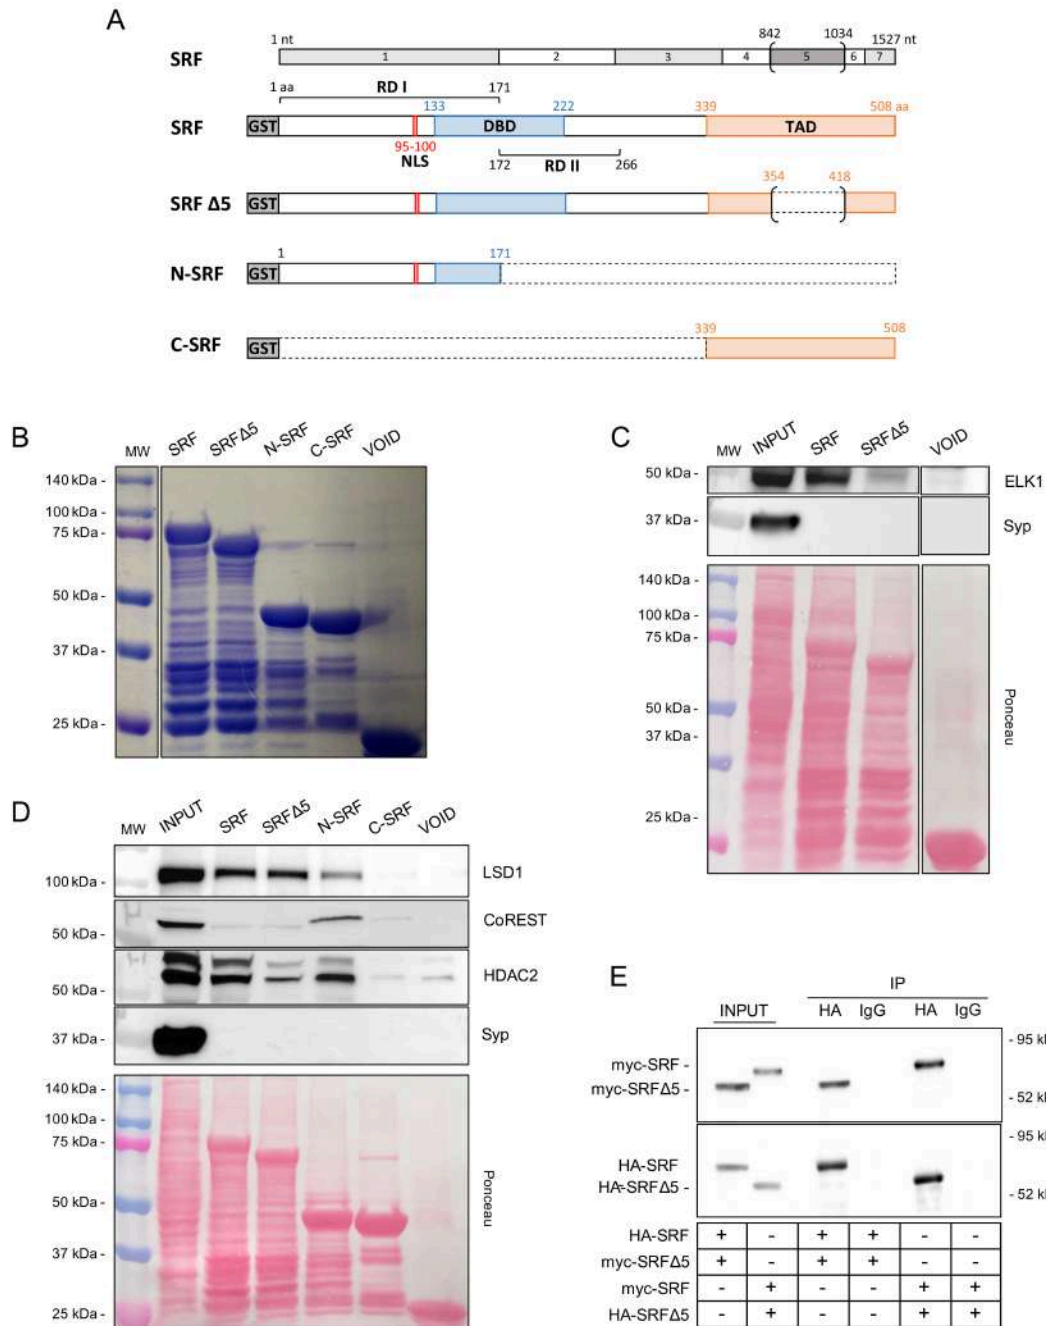 A
1 nt
842
1034
1527 nt
SRF
1 2 3 4 5 6 7
1 aa
RD I
171
133
222
339
508 aa
SRF
GST
DBD
TAD
95-100
NLS
172
RD II
266
354
418
SRF Δ5
GST
1
171
N-SRF
GST
339
508
C-SRF
GST
B
MW SRF SRFΔ5 N-SRF C-SRF VOID
140 kDa -
100 kDa -
75 kDa -
50 kDa -
37 kDa -
25 kDa -
C
MW INPUT SRF SRFΔ5 VOID
50 kDa -
ELK1
37 kDa -
Syp
140 kDa -
100 kDa -
75 kDa -
50 kDa -
37 kDa -
25 kDa -
Ponceau
D
MW INPUT SRF SRFΔ5 N-SRF C-SRF VOID
100 kDa -
LSD1
50 kDa -
CoREST
50 kDa -
HDAC2
37 kDa -
Syp
140 kDa -
100 kDa -
75 kDa -
50 kDa -
37 kDa -
25 kDa -
Ponceau
E
IP
INPUT HA IgG HA IgG
myc-SRF -
myc-SRFΔ5 -
- 95 k
- 52 k
HA-SRF
HA-SRFΔ5 -
- 95 k
- 52 k
HA-SRF + - + + - -
myc-SRFΔ5 + - + + - -
myc-SRF - + - - + +
HA-SRFΔ5 - + - - + +